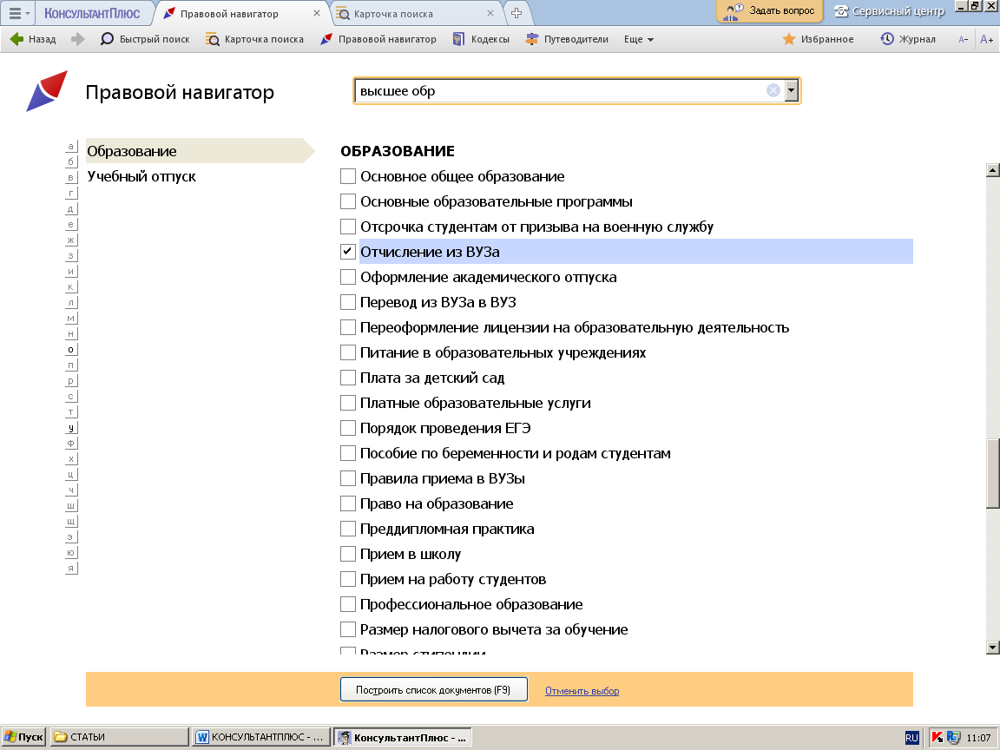 КОНСУЛЬТАНТПЛЮС Правовой навигатор Карточка поиска Задать вопрос Сервисный центр
Назад Быстрый поиск Карточка поиска Правовой навигатор Кодексы Путеводители Еще Избранное Журнал А- А+
Правовой навигатор
высшее обр
а
б
в
г
д
е
ж
з
и
к
л
м
н
о
п
р
с
т
у
ф
х
ц
ч
ш
щ
э
ю
я
Образование
Учебный отпуск
ОБРАЗОВАНИЕ
Основное общее образование
Основные образовательные программы
Отсрочка студентам от призыва на военную службу
Отчисление из ВУЗа
Оформление академического отпуска
Перевод из ВУЗа в ВУЗ
Переоформление лицензии на образовательную деятельность
Питание в образовательных учреждениях
Плата за детский сад
Платные образовательные услуги
Порядок проведения ЕГЭ
Пособие по беременности и родам студентам
Правила приема в ВУЗы
Право на образование
Преддипломная практика
Прием в школу
Прием на работу студентов
Профессиональное образование
Размер налогового вычета за обучение
Размер стипендии
Построить список документов (F9) Отменить выбор
Пуск СТАТЬИ КОНСУЛЬТАНТПЛЮС - ... КонсультантПлюс - ... RU 11:07